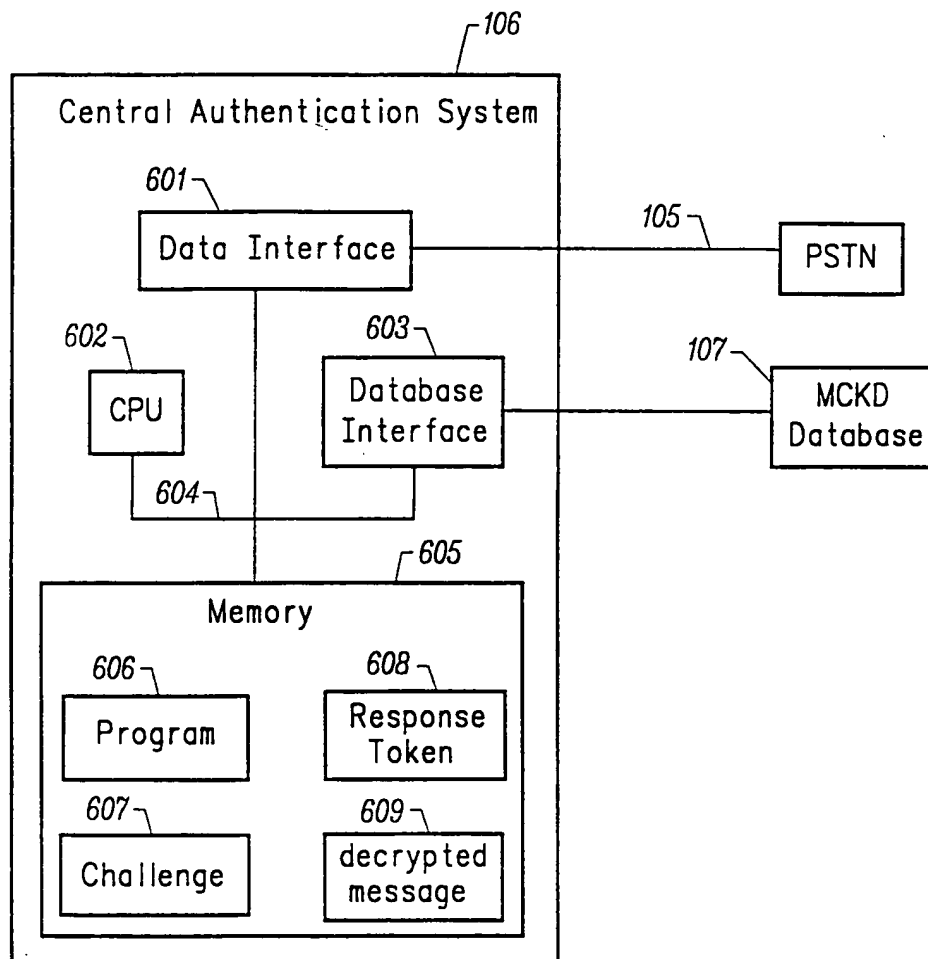 106
Central Authentication System
601
Data Interface
105
PSTN
602
CPU
603
Database
Interface
107
MCKD
Database
604
605
Memory
606
Program
608
Response
Token
607
Challenge
609
decrypted
message